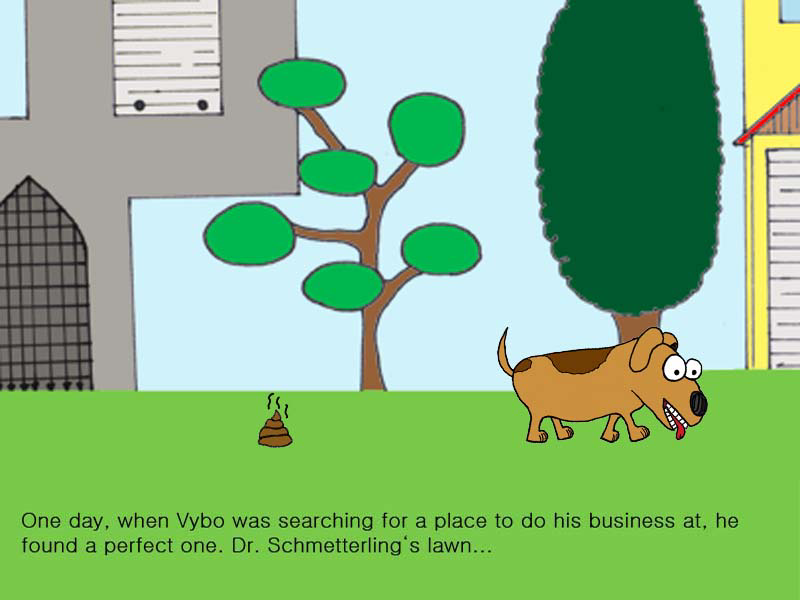 One day, when Vybo was searching for a place to do his business at, he
found a perfect one. Dr. Schmetterling‘s lawn...